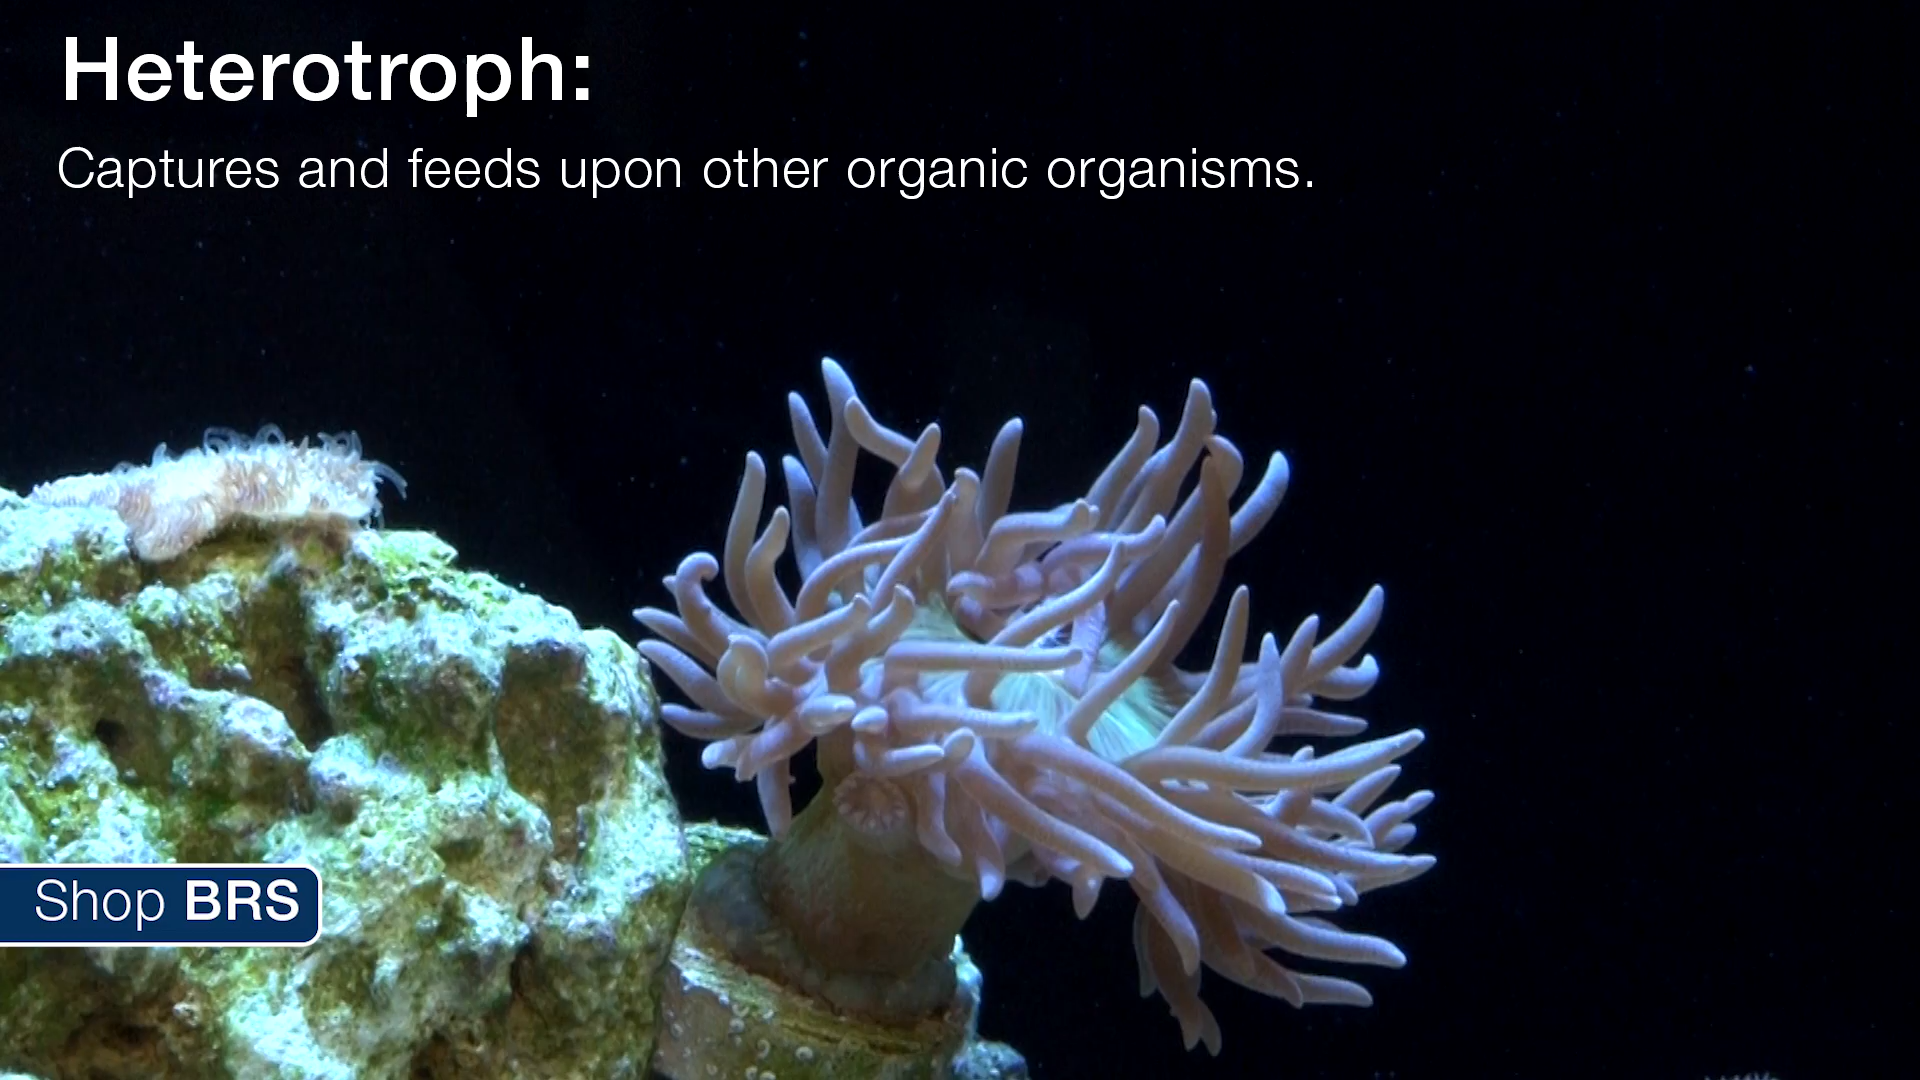 Heterotroph:
Captures and feeds upon other organic organisms.
Shop BRS